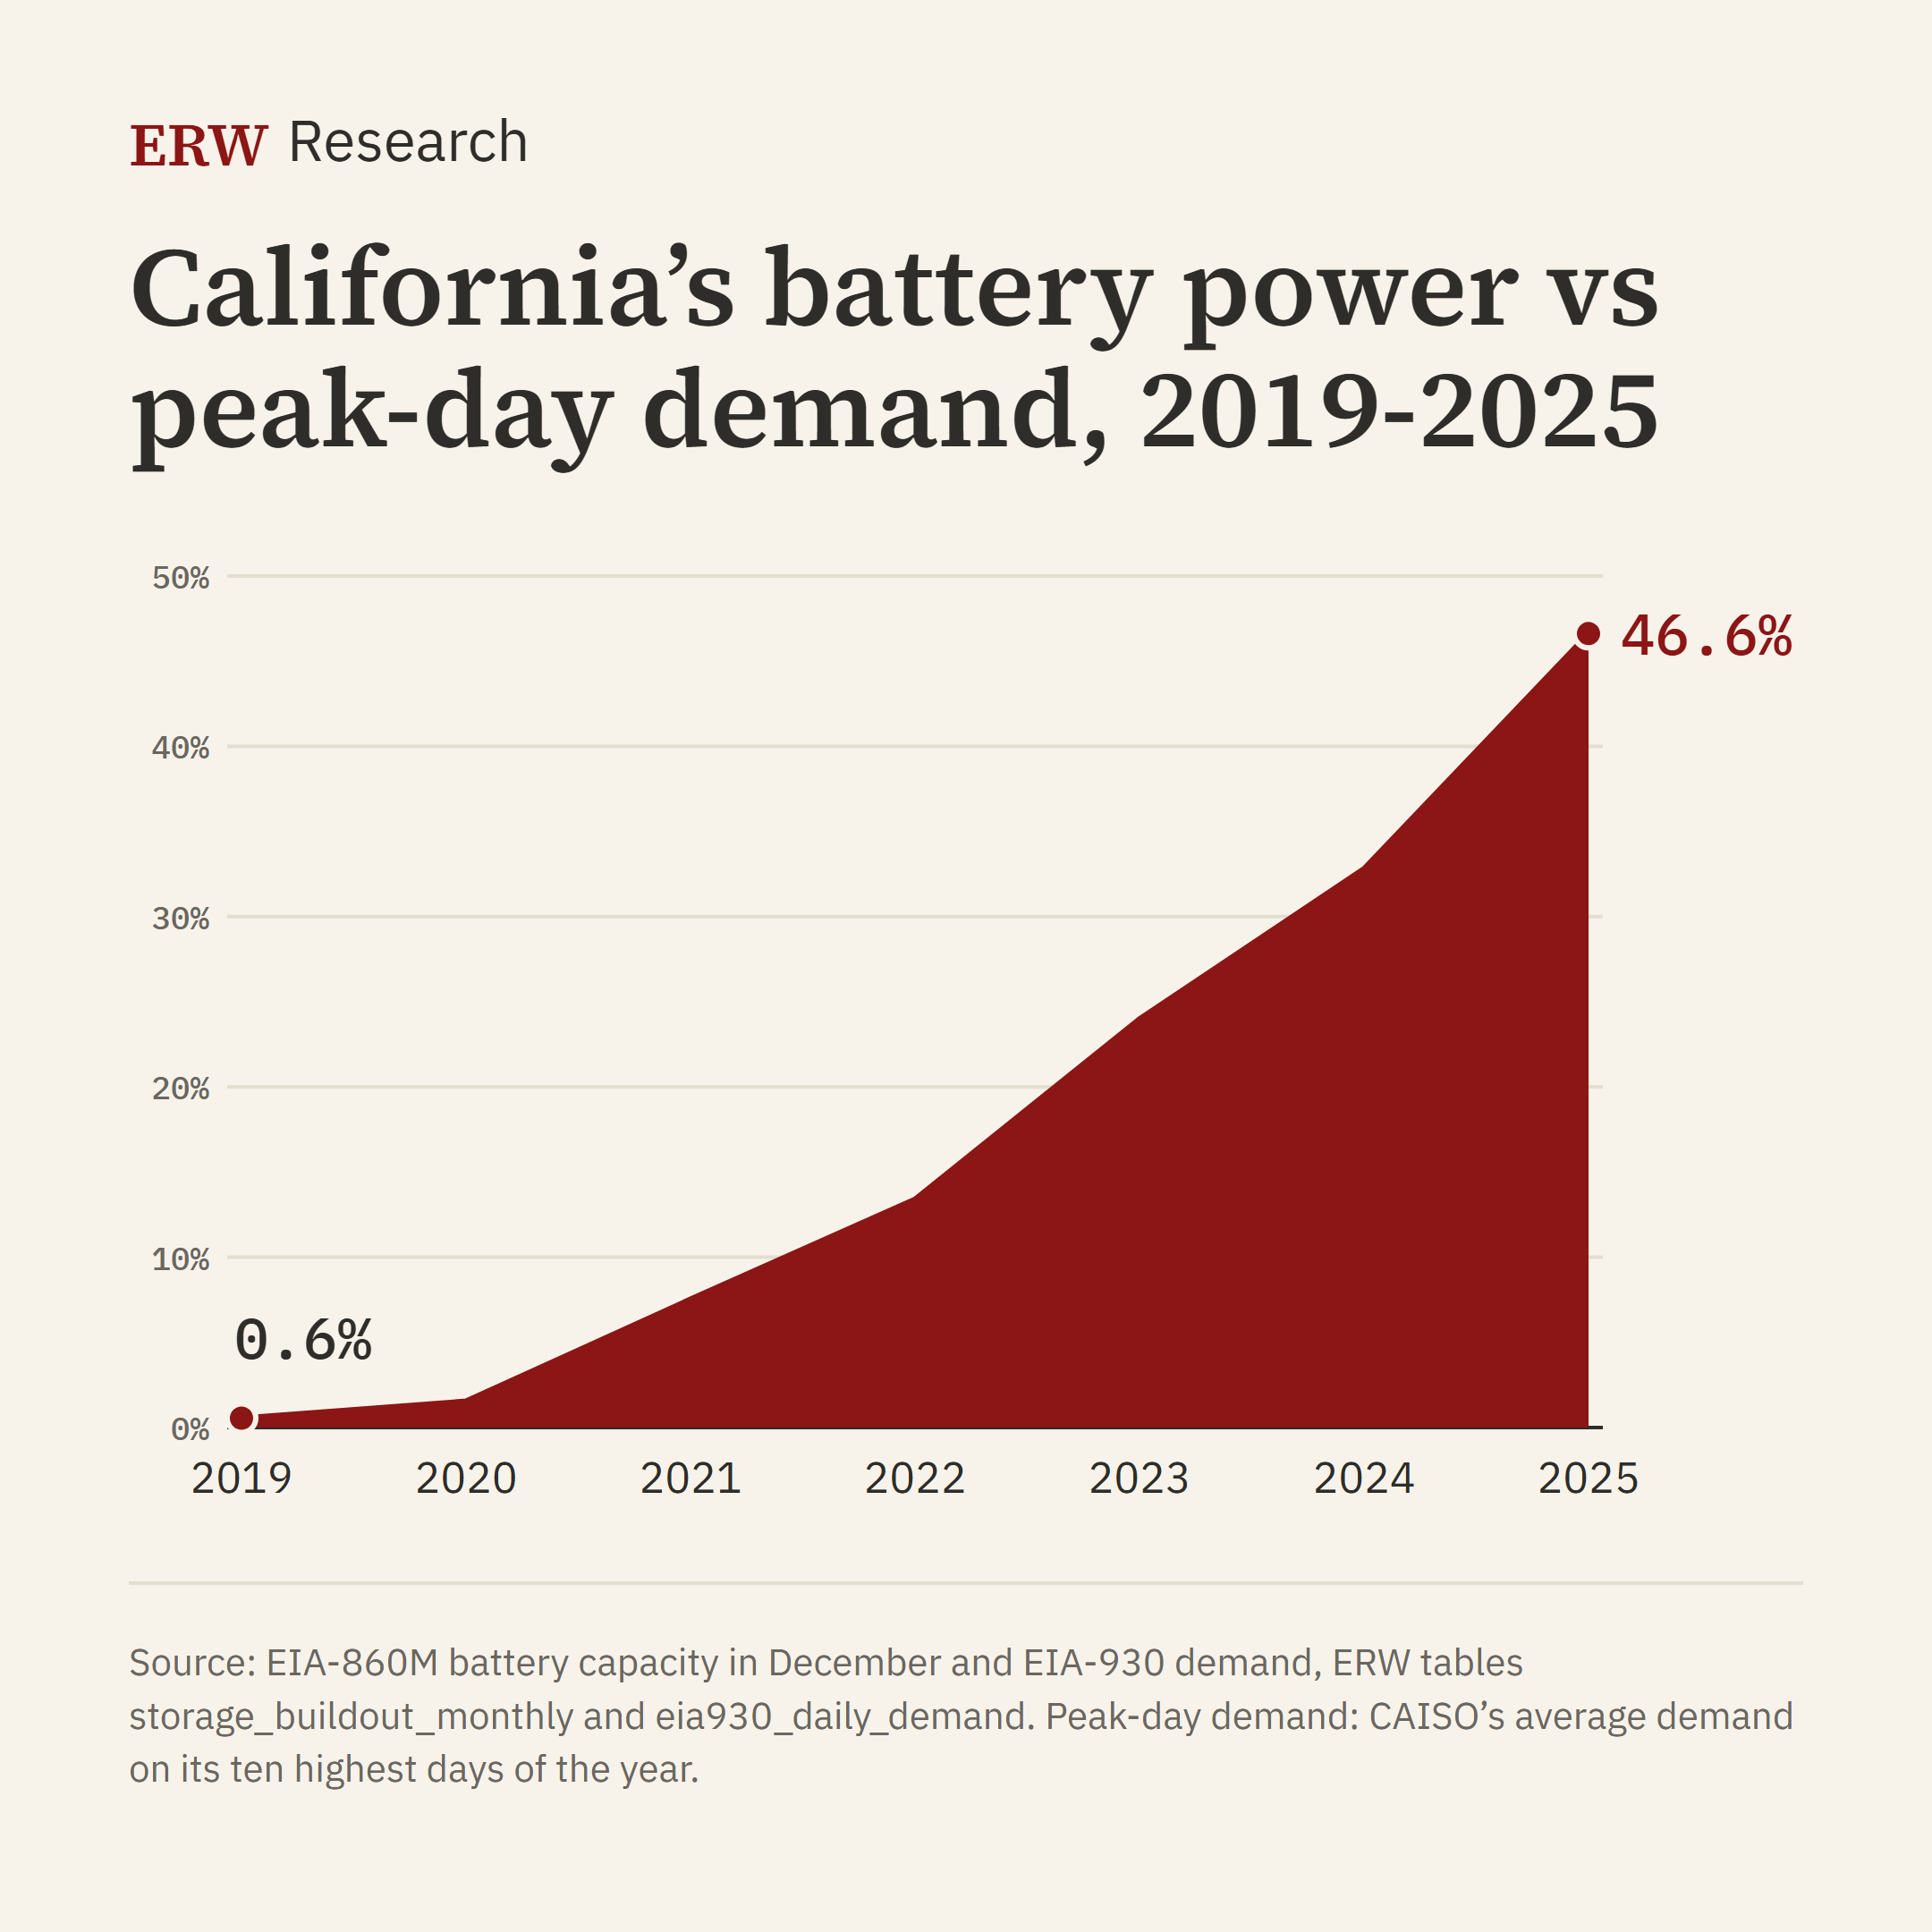 ERW Research
California’s battery power vs
peak-day demand, 2019-2025
50%
46.6%
40%
30%
20%
10%
0.6%
0%
2019 2020 2021 2022 2023 2024 2025
Source: EIA-860M battery capacity in December and EIA-930 demand, ERW tables
storage_buildout_monthly and eia930_daily_demand. Peak-day demand: CAISO’s average demand
on its ten highest days of the year.